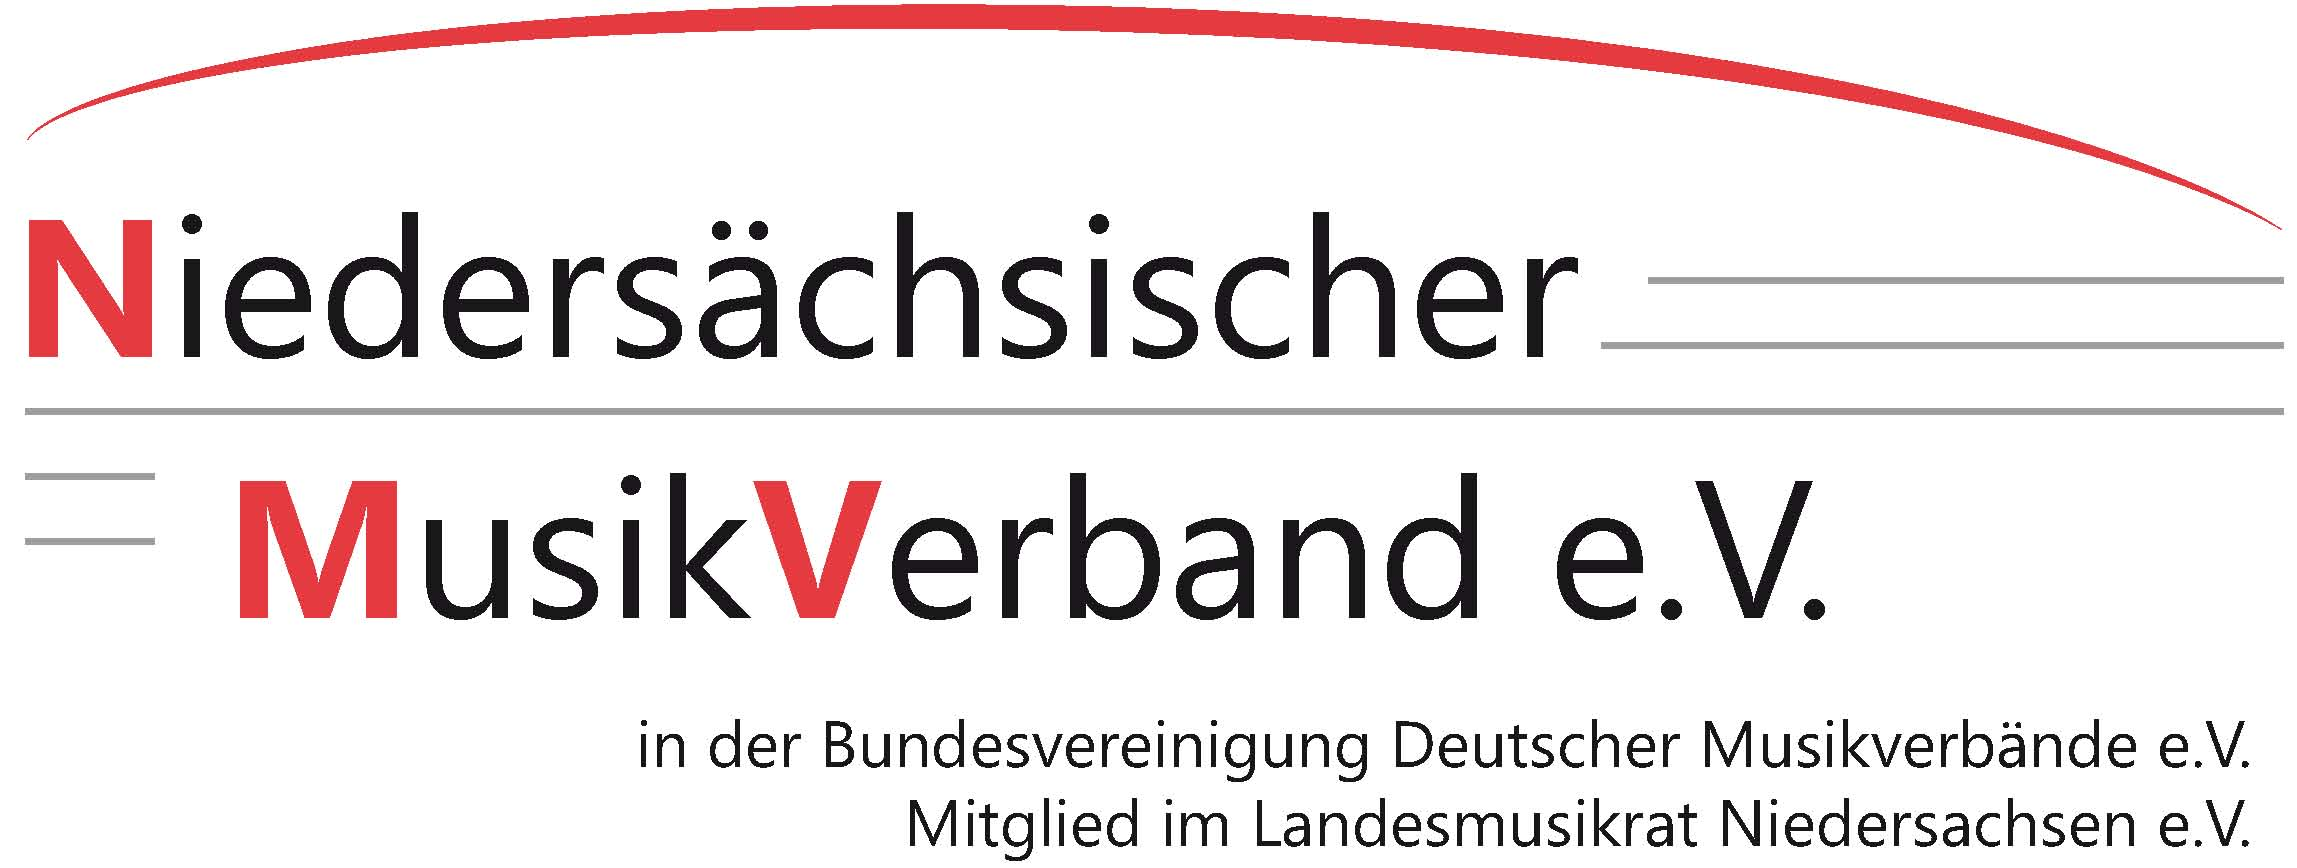 Niedersächsischer
MusikVerband e.V.
in der Bundesvereinigung Deutscher Musikverbände e.V.
Mitglied im Landesmusikrat Niedersachsen e.V.